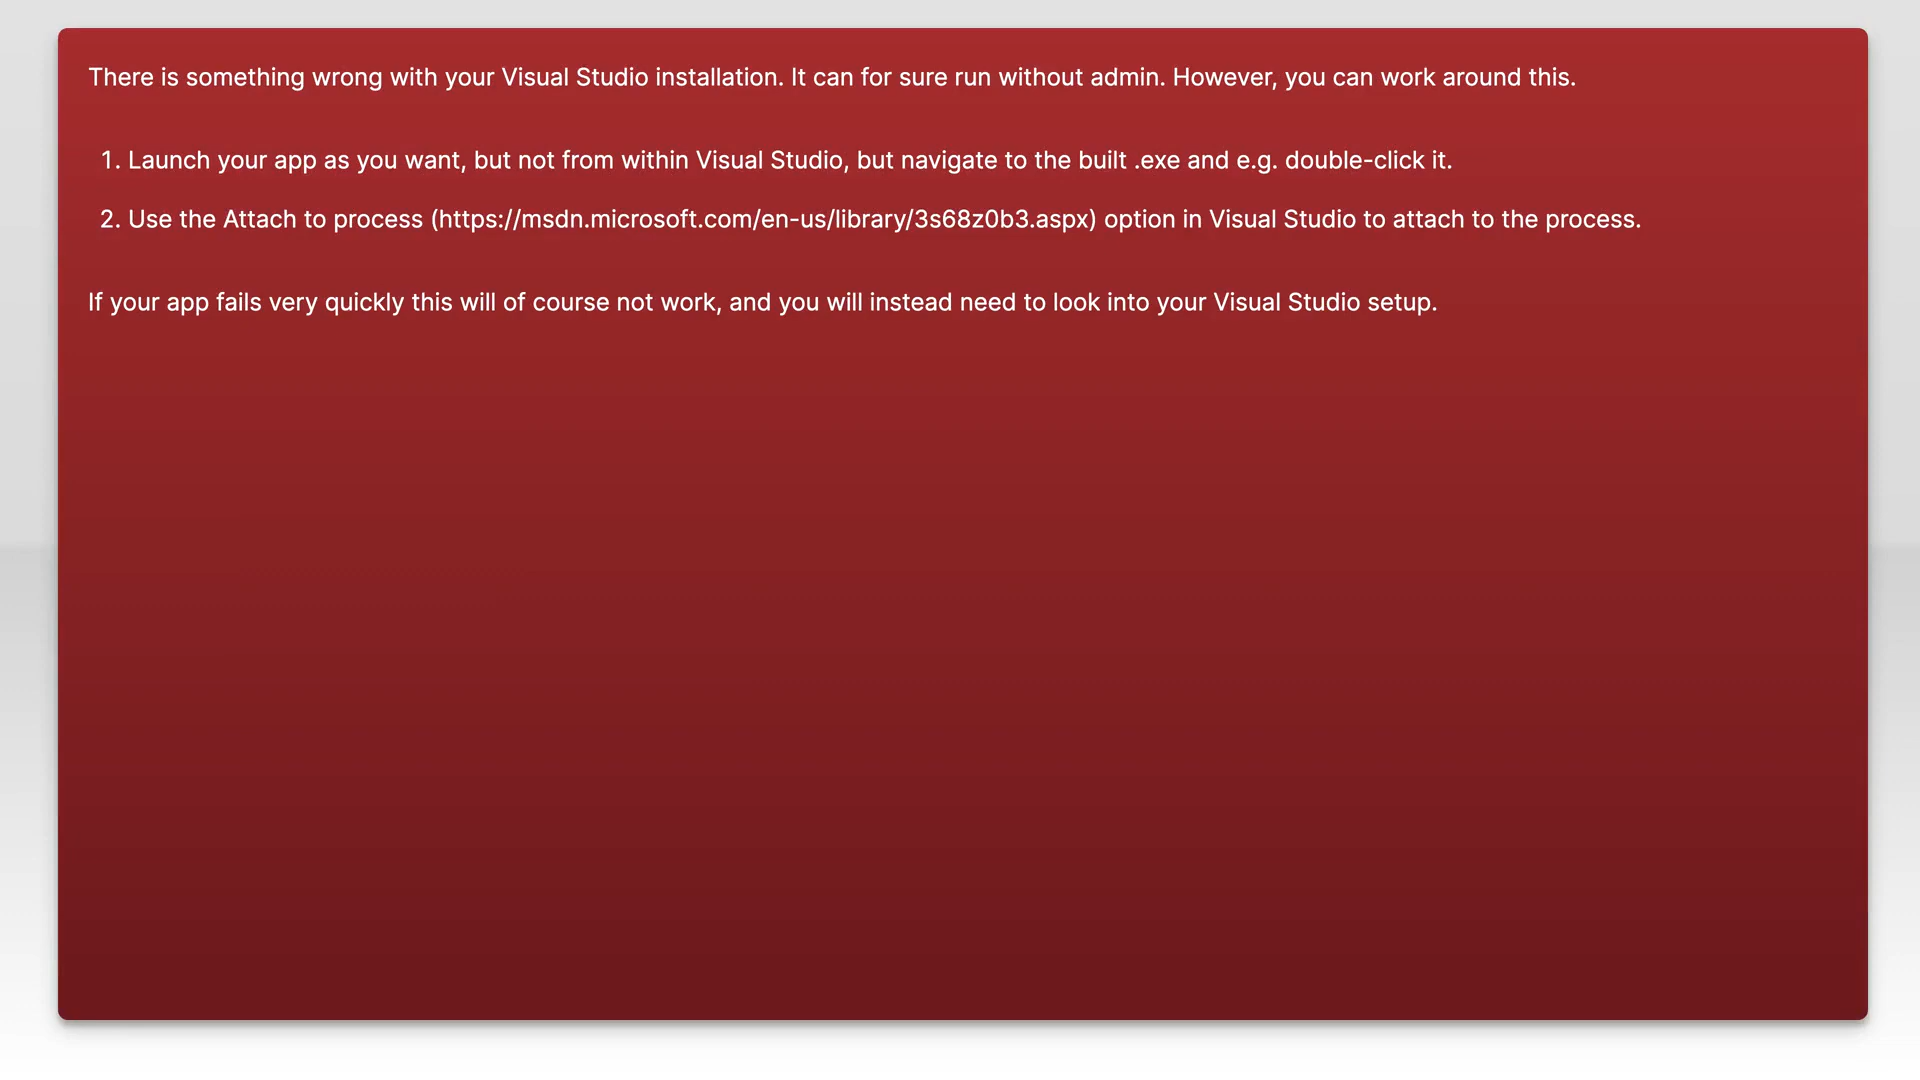 There is something wrong with your Visual Studio installation. It can for sure run without admin. However, you can work around this.
1. Launch your app as you want, but not from within Visual Studio, but navigate to the built .exe and e.g. double-click it.
2. Use the Attach to process (https://msdn.microsoft.com/en-us/library/3s68z0b3.aspx) option in Visual Studio to attach to the process.
If your app fails very quickly this will of course not work, and you will instead need to look into your Visual Studio setup.